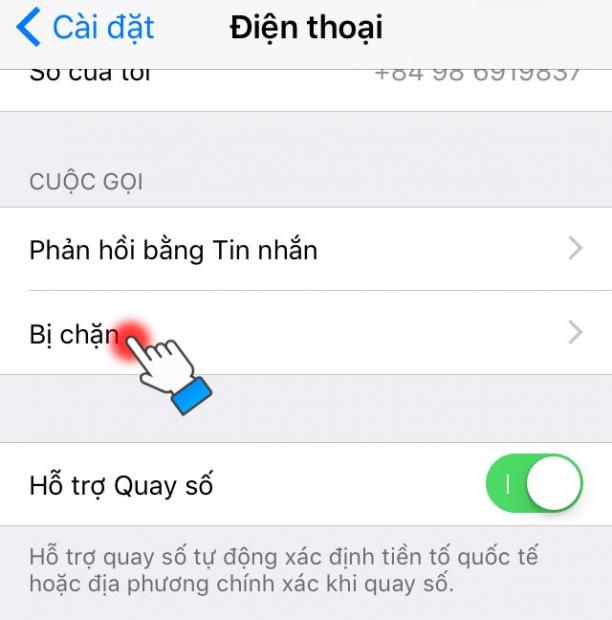 Cài đặt Điện thoại
Số của tôi +84 98 6919837
CUỘC GỌI
Phản hồi bằng Tin nhắn
Bị chặn
Hỗ trợ Quay số
Hỗ trợ quay số tự động xác định tiền tố quốc tế
hoặc địa phương chính xác khi quay số.